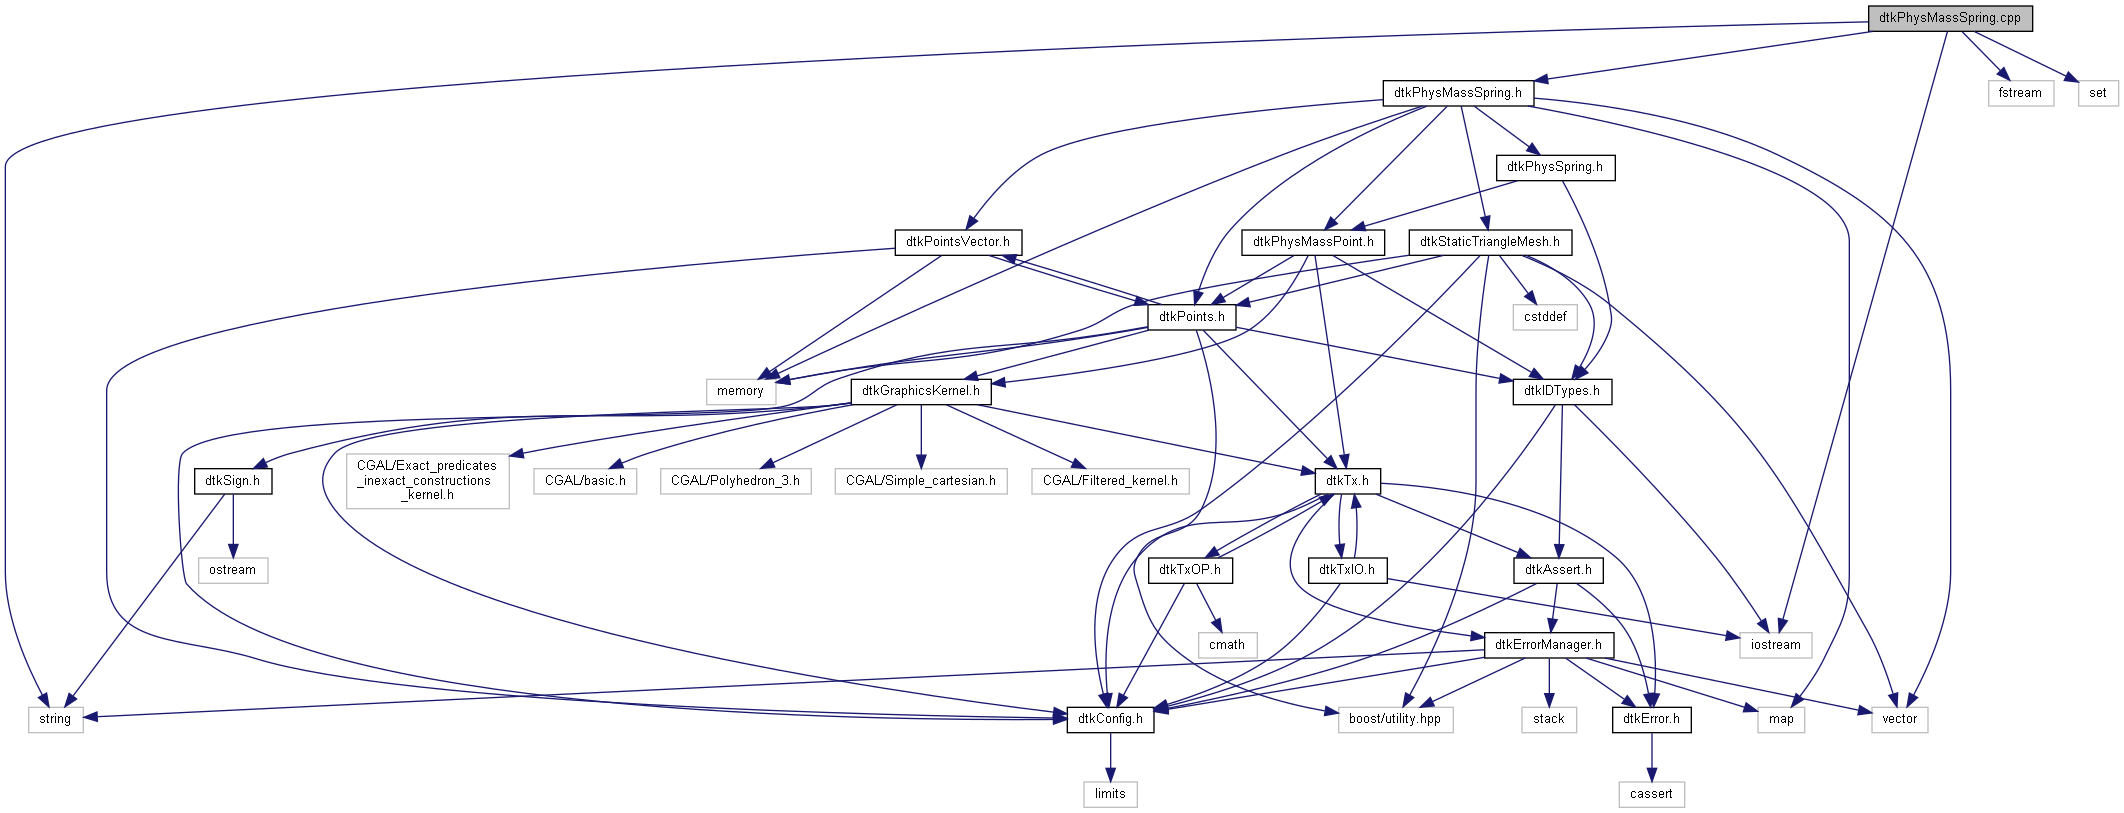 dtkPhysMassSpring.cpp
dtkPhysMassSpring.h
fstream
set
dtkPhysSpring.h
dtkPointsVector.h
dtkPhysMassPoint.h
dtkStaticTriangleMesh.h
dtkPoints.h
cstddef
memory
dtkGraphicsKernel.h
dtkIDTypes.h
dtkSign.h
CGAL/Exact_predicates
_inexact_constructions
_kernel.h
CGAL/basic.h
CGAL/Polyhedron_3.h
CGAL/Simple_cartesian.h
CGAL/Filtered_kernel.h
dtkTx.h
ostream
dtkTxOP.h
dtkTxIO.h
dtkAssert.h
cmath
dtkErrorManager.h
iostream
string
dtkConfig.h
boost/utility.hpp
stack
dtkError.h
map
vector
limits
cassert